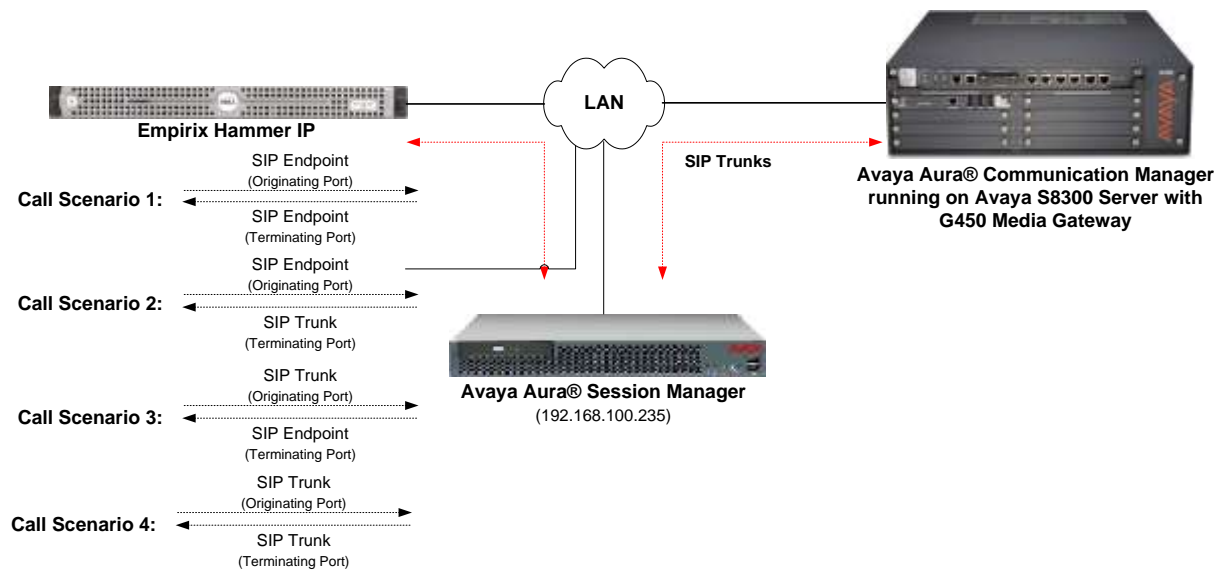 LAN
Empirix Hammer IP
SIP Trunks
AVAYA
Avaya Aura® Communication Manager
running on Avaya S8300 Server with
G450 Media Gateway
Call Scenario 1:
SIP Endpoint
(Originating Port)
SIP Endpoint
(Terminating Port)
Call Scenario 2:
SIP Endpoint
(Originating Port)
SIP Trunk
(Terminating Port)
Avaya Aura® Session Manager
(192.168.100.235)
Call Scenario 3:
SIP Trunk
(Originating Port)
SIP Endpoint
(Terminating Port)
Call Scenario 4:
SIP Trunk
(Originating Port)
SIP Trunk
(Terminating Port)